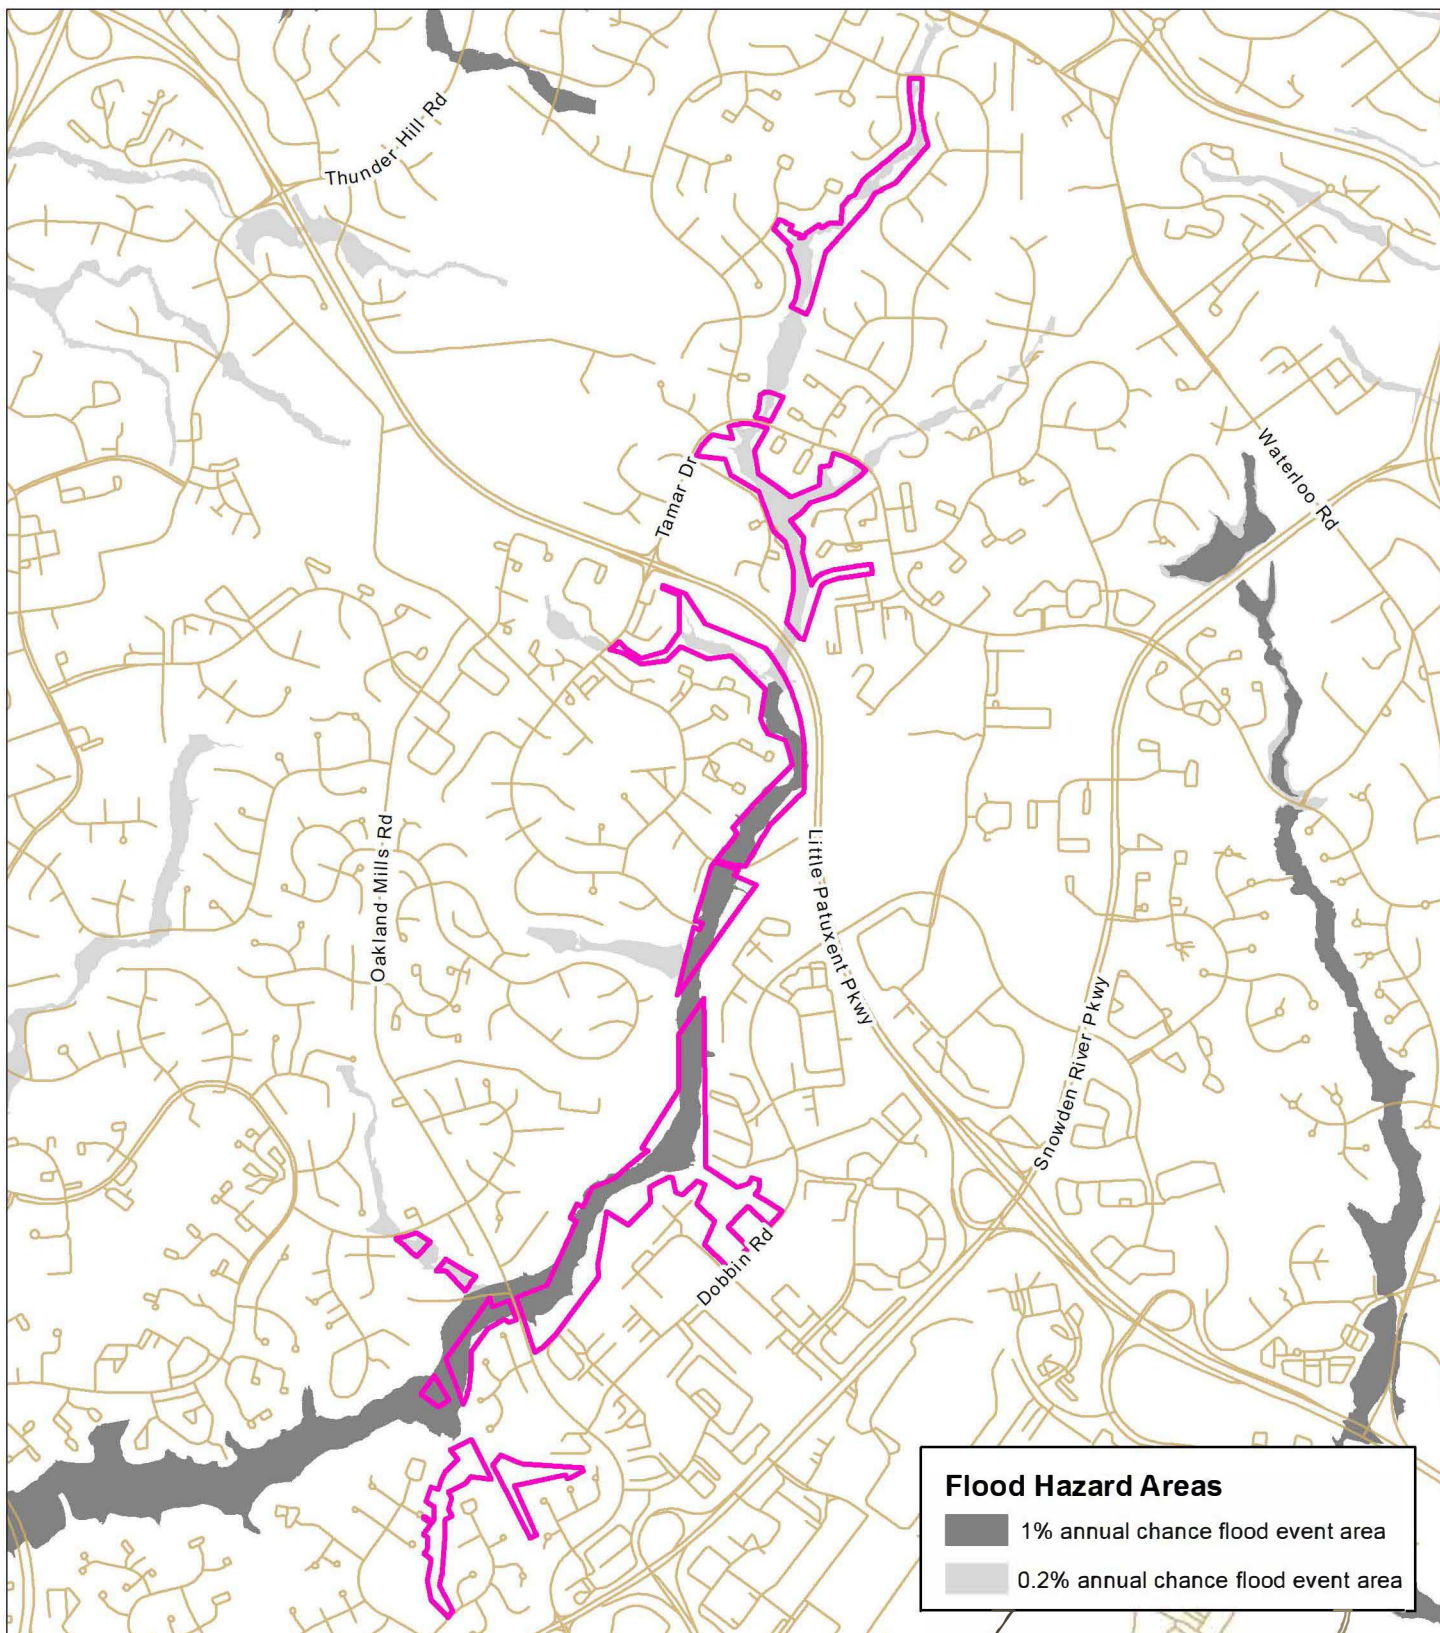 Thunder Hill Rd
Waterloo Rd
Tamar Dr
Oakland Mills Rd
Little Patuxent Pkwy
Snowden River Pkwy
Dobbin Rd
Flood Hazard Areas
1% annual chance flood event area
0.2% annual chance flood event area